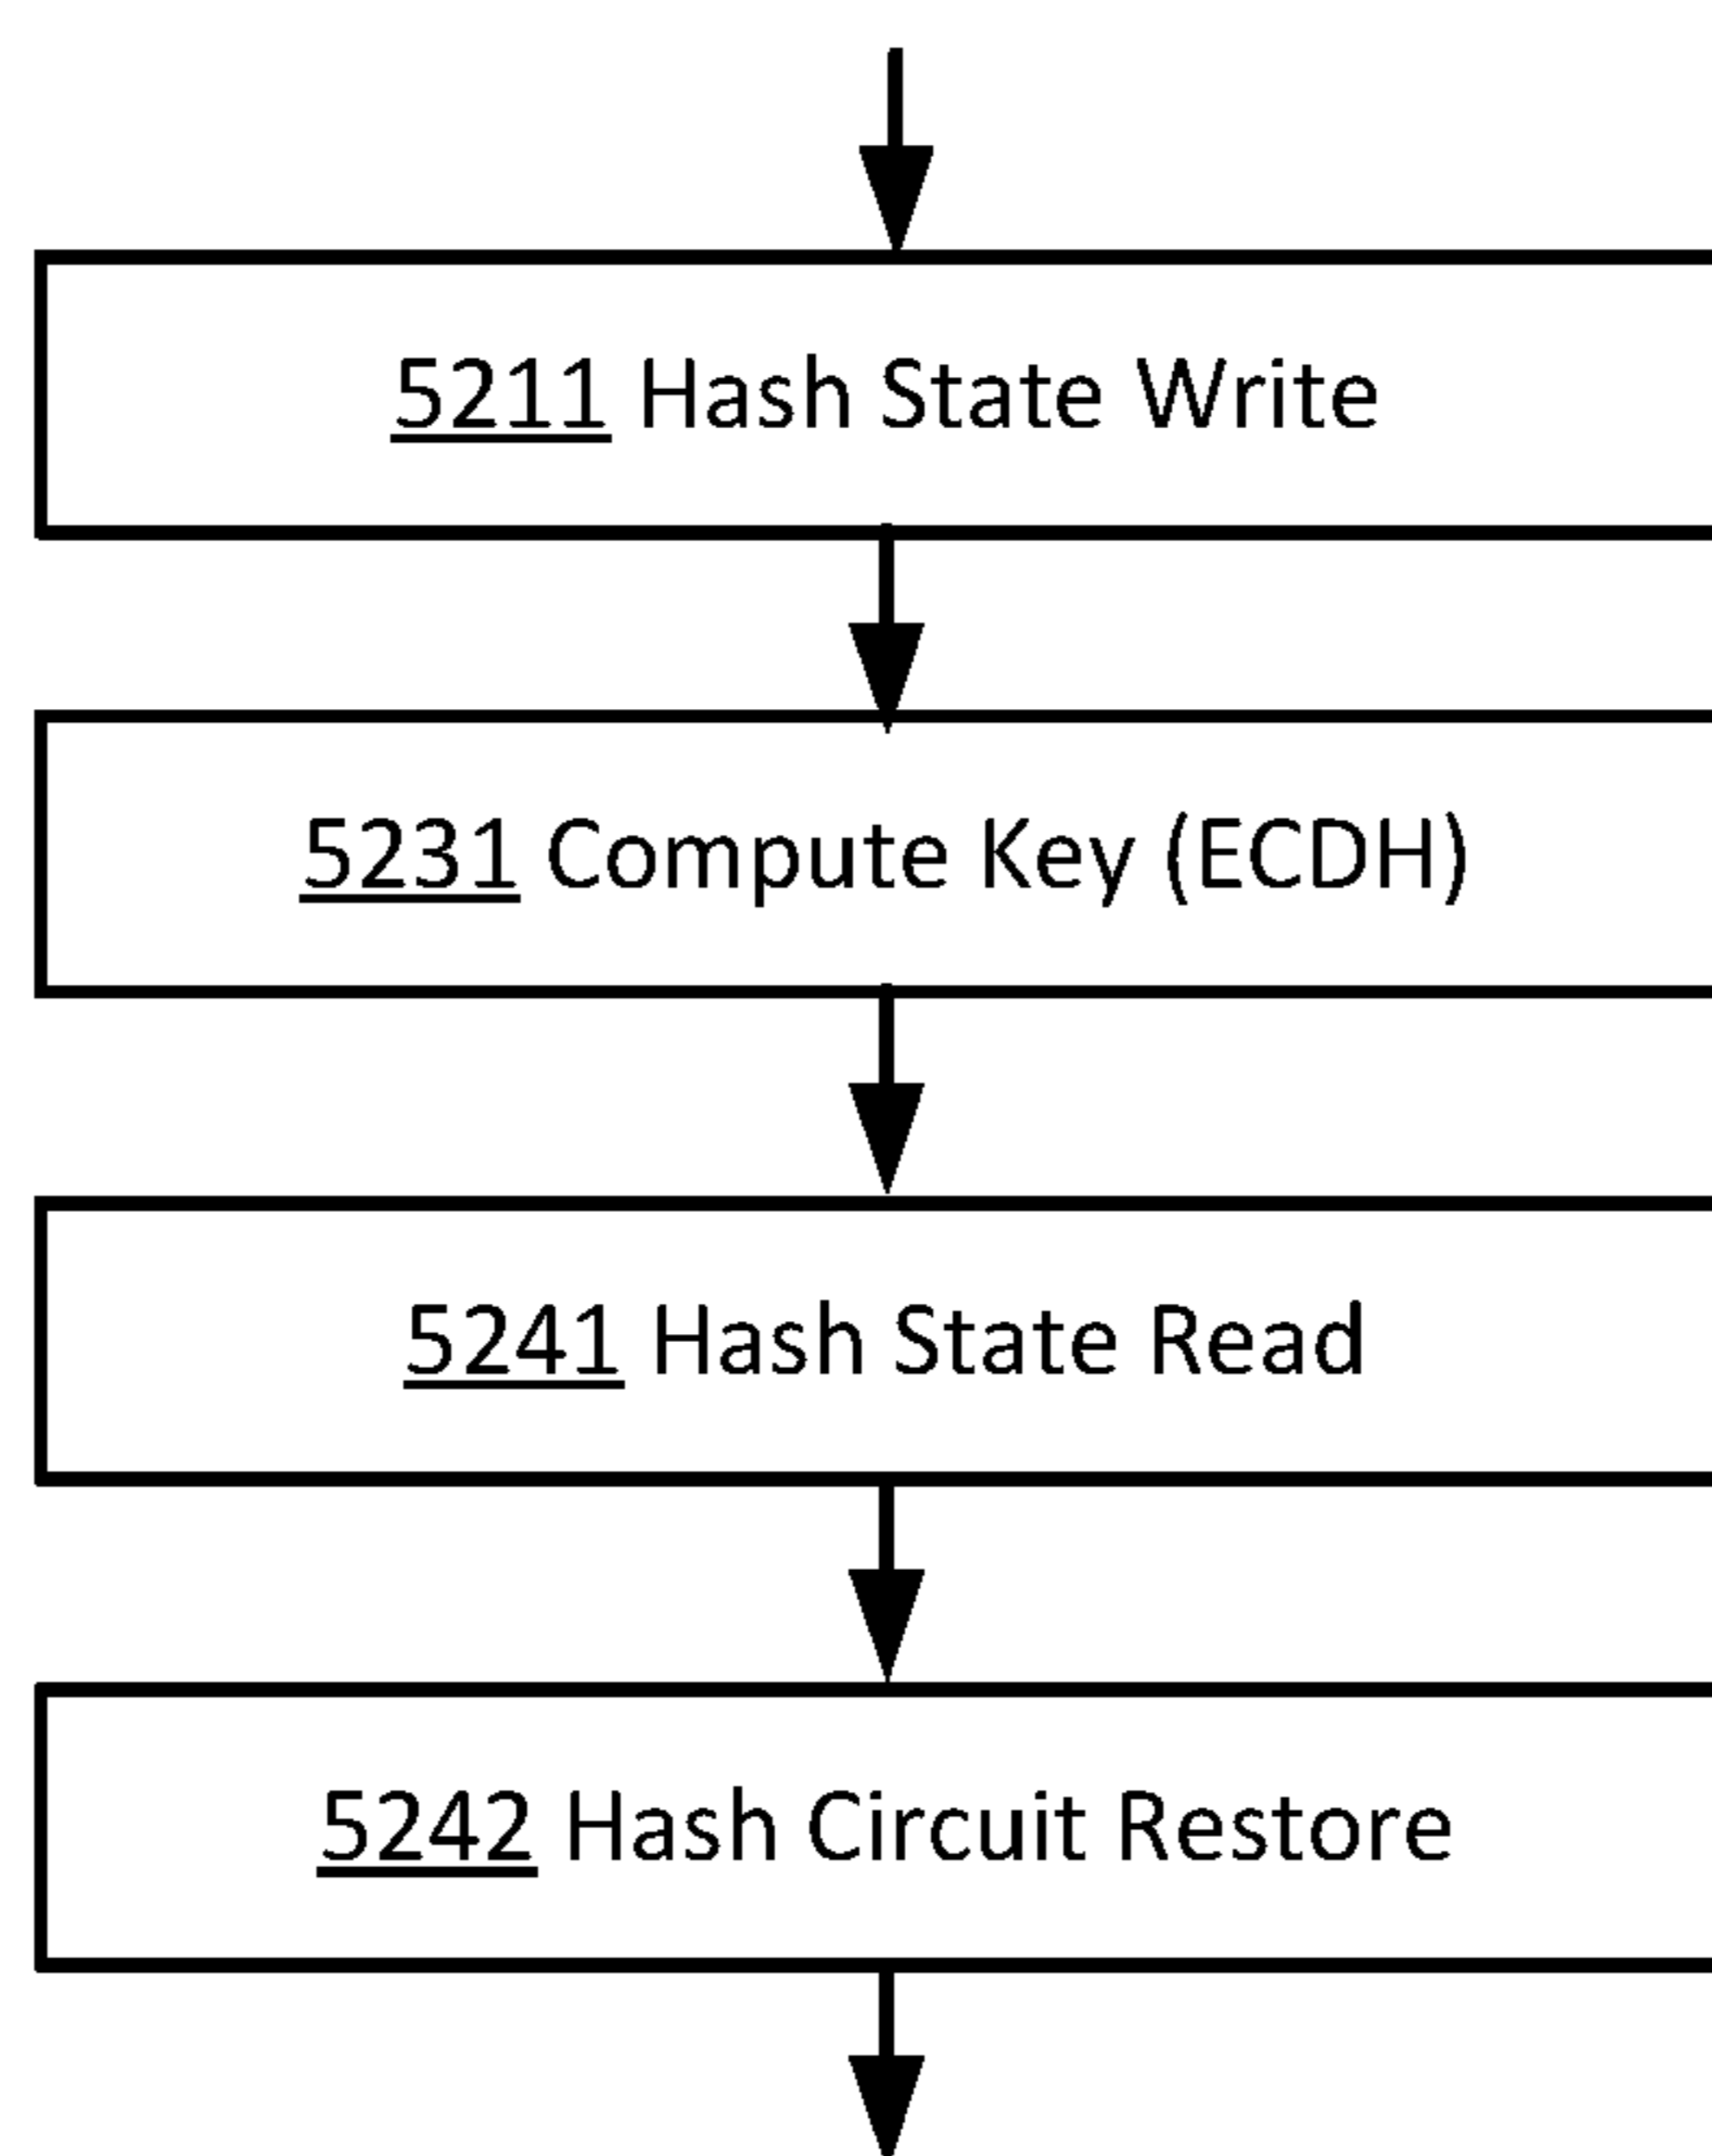 5211 Hash State Write
5231 Compute Key (ECDH)
5241 Hash State Read
5242 Hash Circuit Restore